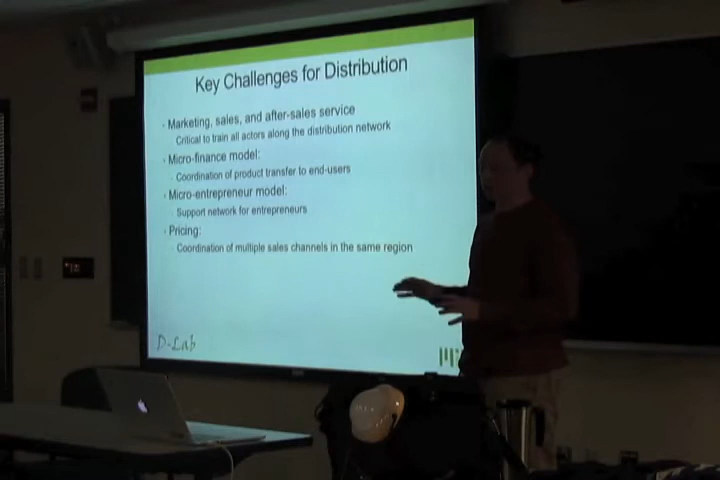 Key Challenges for Distribution
Marketing, sales, and after-sales service
Critical to train all actors along the distribution network
Micro-finance model:
Coordination of product transfer to end-users
Micro-entrepreneur model:
Support network for entrepreneurs
Pricing:
Coordination of multiple sales channels in the same region
D-Lab